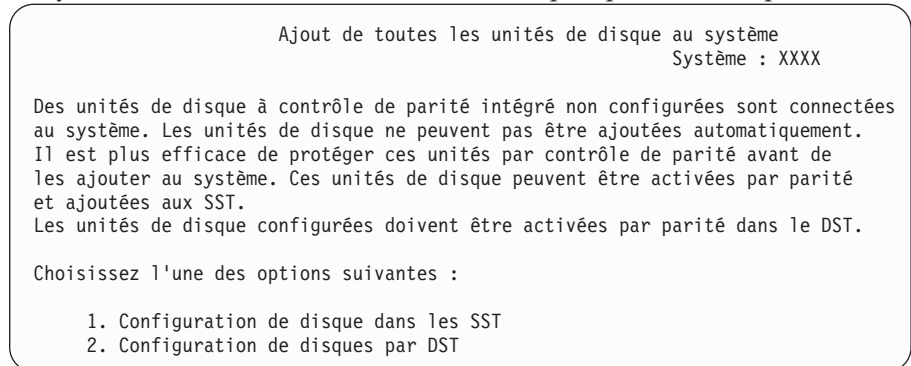 Ajout de toutes les unités de disque au système
Système : XXXX
Des unités de disque à contrôle de parité intégré non configurées sont connectées
au système. Les unités de disque ne peuvent pas être ajoutées automatiquement.
Il est plus efficace de protéger ces unités par contrôle de parité avant de
les ajouter au système. Ces unités de disque peuvent être activées par parité
et ajoutées aux SST.
Les unités de disque configurées doivent être activées par parité dans le DST.
Choisissez l'une des options suivantes :
1. Configuration de disque dans les SST
2. Configuration de disques par DST